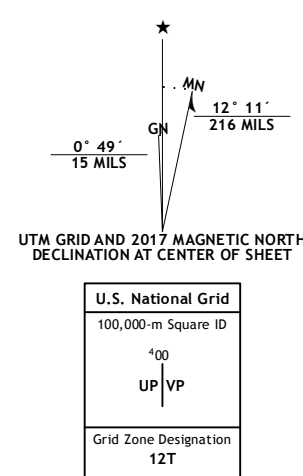 ★
MN
GN
0° 49´
15 MILS
12° 11´
216 MILS
UTM GRID AND 2017 MAGNETIC NORTH
DECLINATION AT CENTER OF SHEET
U.S. National Grid
100,000-m Square ID
⁴00
UP VP
Grid Zone Designation
12T